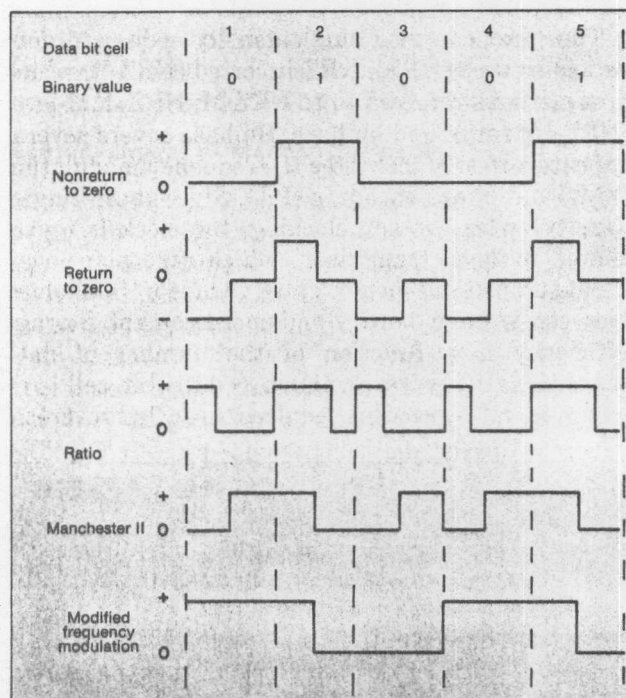 Data bit cell 1 2 3 4 5
Binary value 0 1 0 0 1
+
Nonreturn
to zero 0
+
Return
to zero 0
−
+
0
Ratio
+
Manchester II 0
+
Modified
frequency
modulation 0